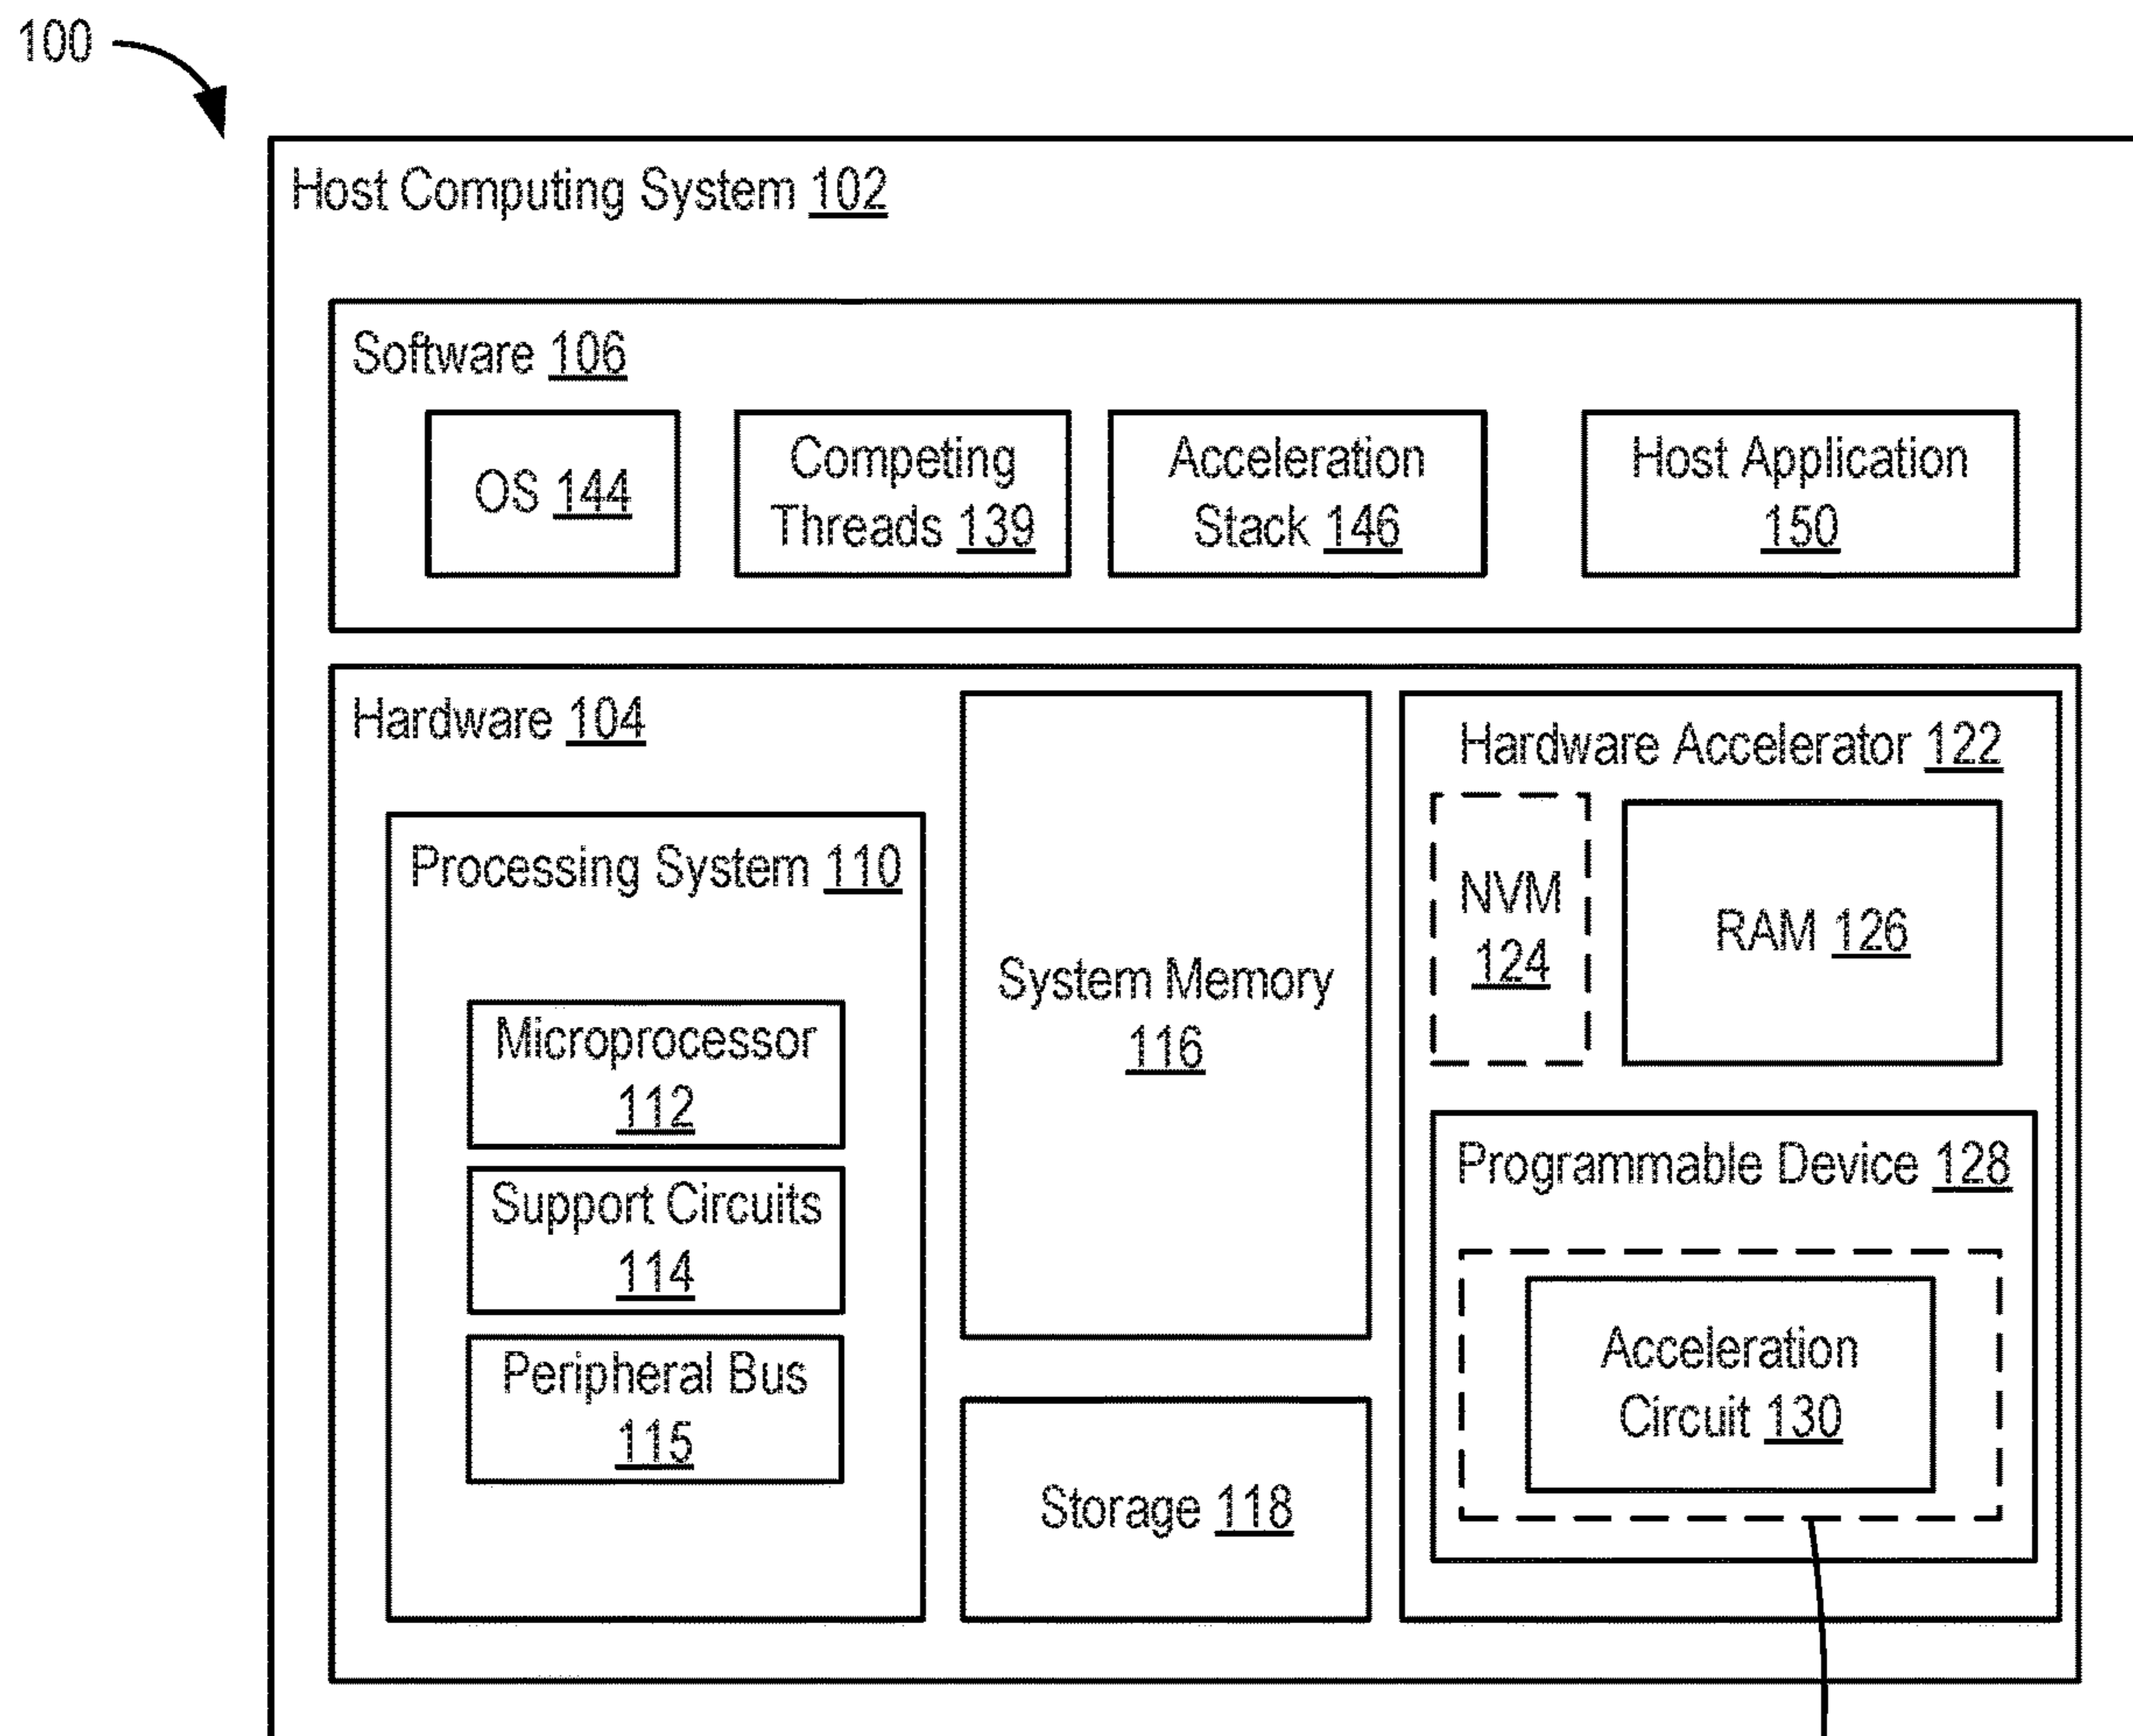 100
Host Computing System 102
Software 106
OS 144
Competing
Threads 139
Acceleration
Stack 146
Host Application
150
Hardware 104
Processing System 110
Microprocessor
112
Support Circuits
114
Peripheral Bus
115
System Memory
116
Storage 118
Hardware Accelerator 122
NVM
124
RAM 126
Programmable Device 128
Acceleration
Circuit 130